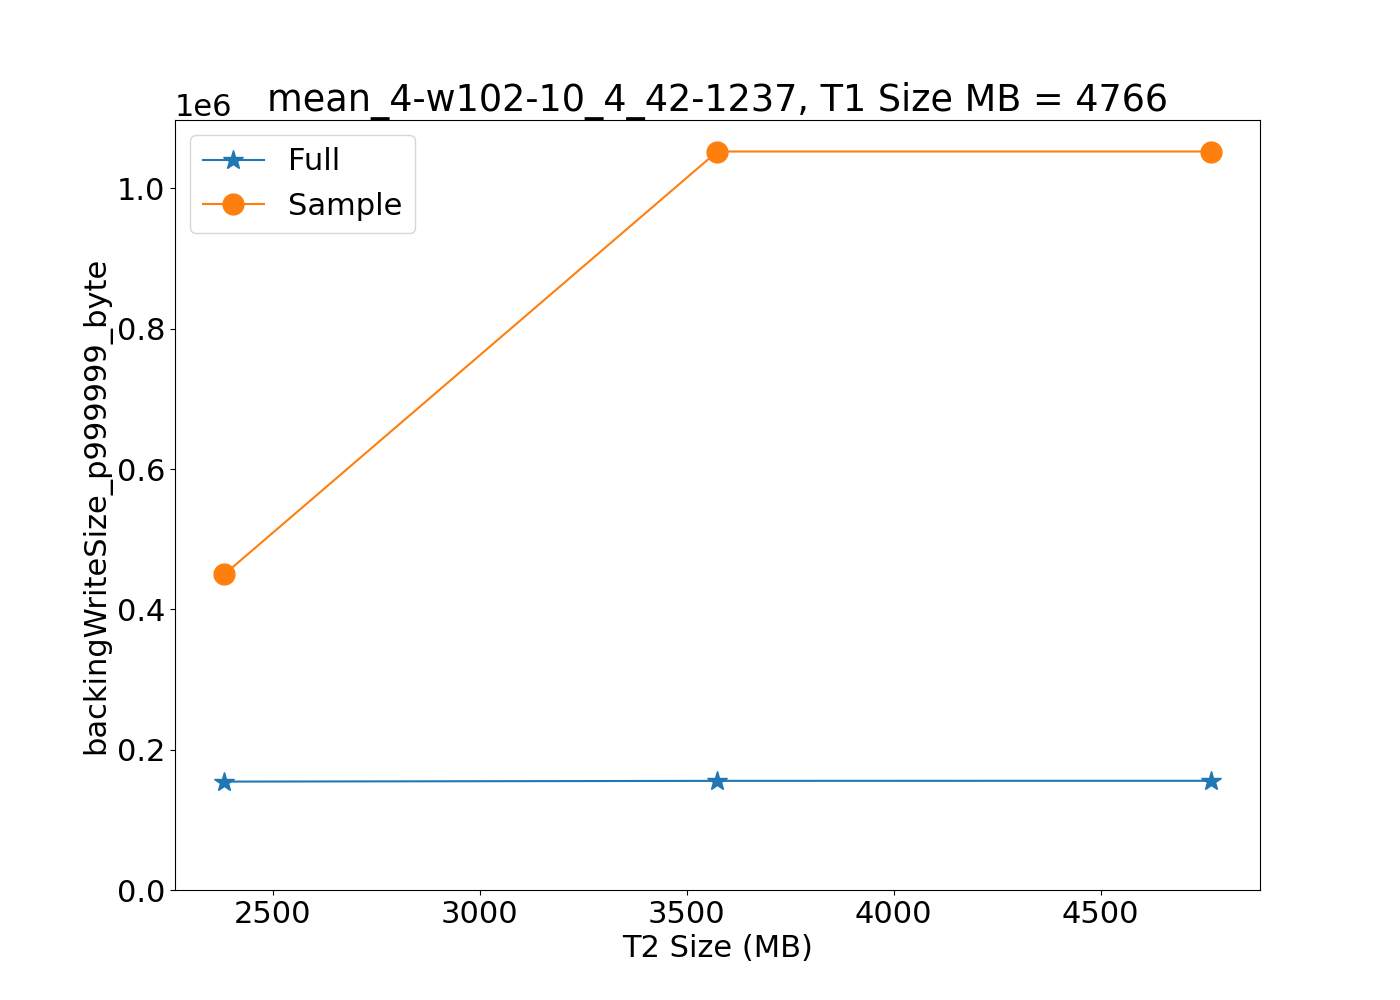 1e6
mean_4-w102-10_4_42-1237, T1 Size MB = 4766
Full
Sample
backingWriteSize_p999999_byte
1.0
0.8
0.6
0.4
0.2
0.0
2500 3000 3500 4000 4500
T2 Size (MB)